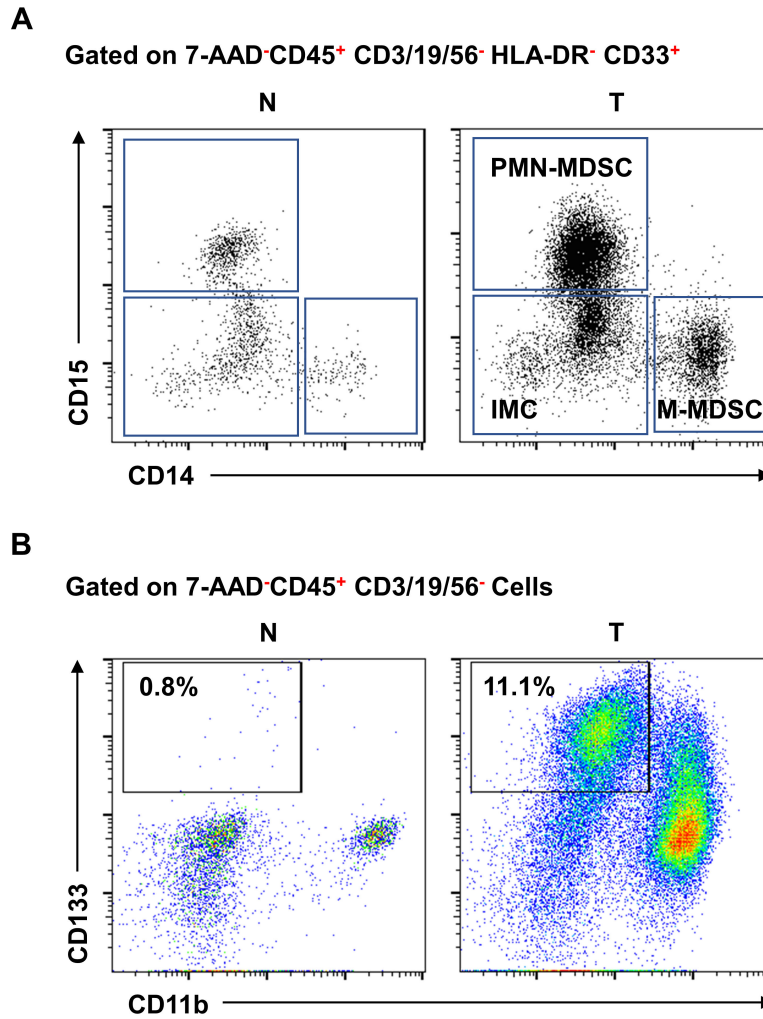 A
Gated on 7-AAD-CD45+ CD3/19/56- HLA-DR- CD33+
N
T
PMN-MDSC
IMC
M-MDSC
CD15
CD14
B
Gated on 7-AAD-CD45+ CD3/19/56- Cells
N
T
0.8%
11.1%
CD133
CD11b